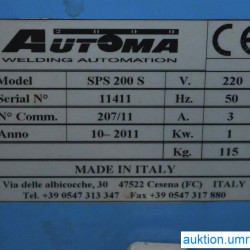 AUTOMA
WELDING AUTOMATION
CE
Model SPS 200 S V. 220
Serial N° 11411 Hz. 50
N° Comm. 207/11 A. 3
Anno 10-2011 Kw. 1
Kg. 115
MADE IN ITALY
Via delle albicocche, 30 47522 Cesena (FC) ITALY
Tel. +39 0547 313 347 Fax. +39 0547 317 880
auktion.umr